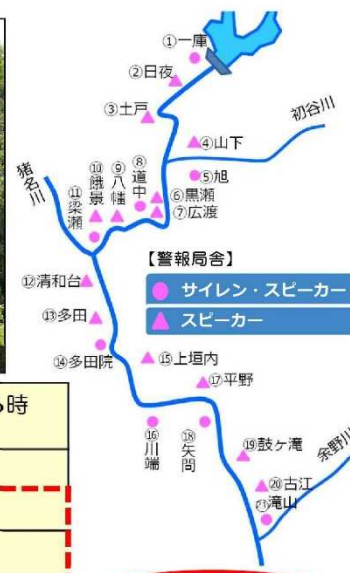 ①一庫
②日夜
③土戸
初谷川
④山下
⑤旭
猪名川
⑧道中
⑨八幡
⑩餓景
⑪梁瀬
⑥黒瀬
⑦広渡
【警報局舎】
サイレン・スピーカー
スピーカー
⑫清和台
⑬多田
⑭多田院
⑮上垣内
⑰平野
時
⑯川端
⑱矢問
⑲鼓ヶ滝
余野川
⑳古江
㉑滝山